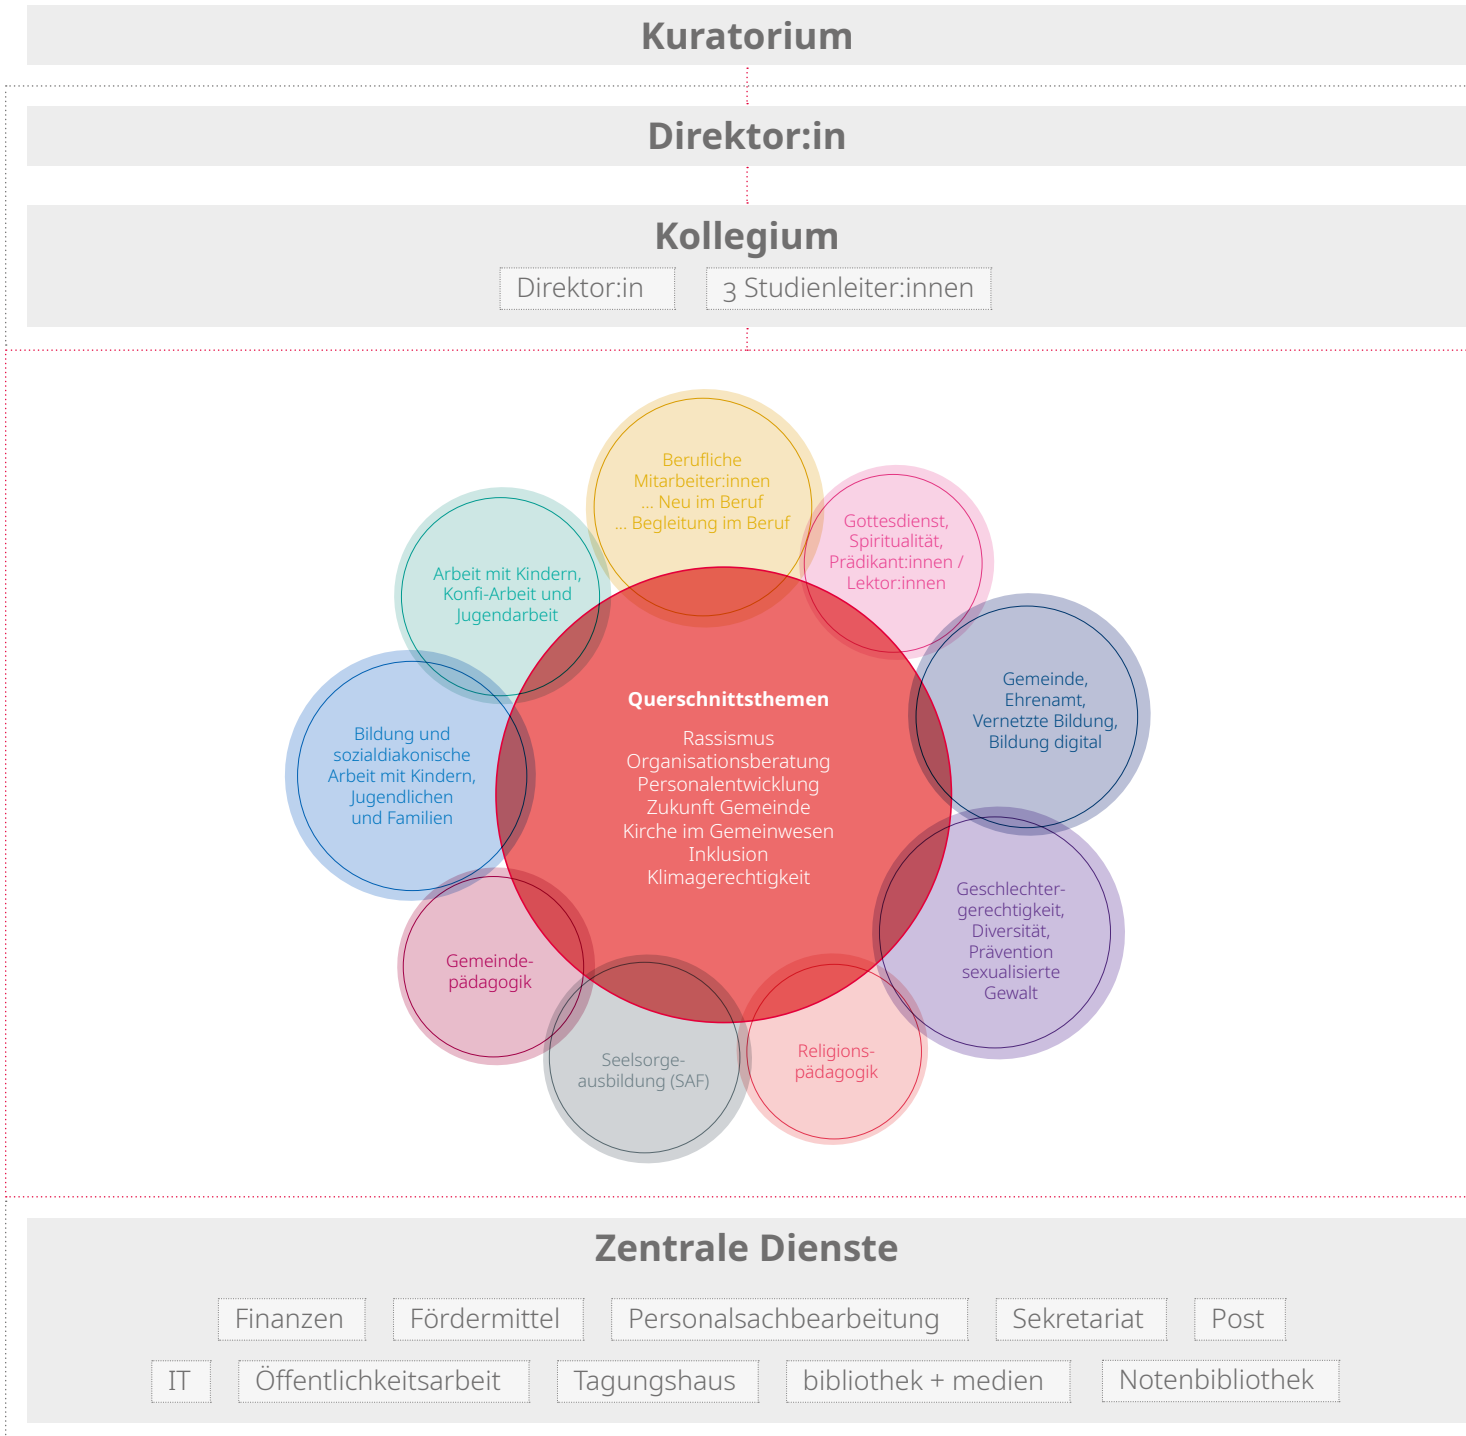 Kuratorium
Direktor:in
Kollegium
Direktor:in
3 Studienleiter:innen
Berufliche
Mitarbeiter:innen
... Neu im Beruf
... Begleitung im Beruf
Gottesdienst,
Spiritualität,
Prädikant:innen /
Lektor:innen
Arbeit mit Kindern,
Konfi-Arbeit und
Jugendarbeit
Gemeinde,
Ehrenamt,
Vernetzte Bildung,
Bildung digital
Bildung und
sozialdiakonische
Arbeit mit Kindern,
Jugendlichen
und Familien
Querschnittsthemen
Rassismus
Organisationsberatung
Personalentwicklung
Zukunft Gemeinde
Kirche im Gemeinwesen
Inklusion
Klimagerechtigkeit
Geschlechter-
gerechtigkeit,
Diversität,
Prävention
sexualisierte
Gewalt
Gemeinde-
pädagogik
Seelsorge-
ausbildung (SAF)
Religions-
pädagogik
Zentrale Dienste
Finanzen
Fördermittel
Personalsachbearbeitung
Sekretariat
Post
IT
Öffentlichkeitsarbeit
Tagungshaus
bibliothek + medien
Notenbibliothek